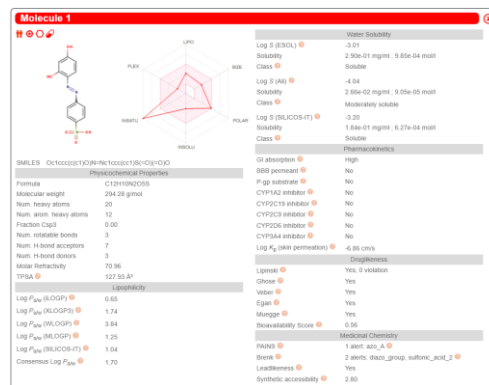 Molecule 1
LIPO
FLEX
SIZE
INSATU
POLAR
INSOLU
SMILES Oc1ccc(c(c1)O)N=Nc1ccc(cc1)S(=O)(=O)O
Physicochemical Properties
Formula C12H10N2O5S
Molecular weight 294.28 g/mol
Num. heavy atoms 20
Num. arom. heavy atoms 12
Fraction Csp3 0.00
Num. rotatable bonds 3
Num. H-bond acceptors 7
Num. H-bond donors 3
Molar Refractivity 70.96
TPSA 127.93 Å²
Lipophilicity
Log Po/w (iLOGP) 0.65
Log Po/w (XLOGP3) 1.74
Log Po/w (WLOGP) 3.84
Log Po/w (MLOGP) 1.25
Log Po/w (SILICOS-IT) 1.04
Consensus Log Po/w 1.70
Water Solubility
Log S (ESOL) -3.01
Solubility 2.90e-01 mg/ml ; 9.85e-04 mol/l
Class Soluble
Log S (Ali) -4.04
Solubility 2.66e-02 mg/ml ; 9.05e-05 mol/l
Class Moderately soluble
Log S (SILICOS-IT) -3.20
Solubility 1.84e-01 mg/ml ; 6.27e-04 mol/l
Class Soluble
Pharmacokinetics
GI absorption High
BBB permeant No
P-gp substrate No
CYP1A2 inhibitor No
CYP2C19 inhibitor No
CYP2C9 inhibitor No
CYP2D6 inhibitor No
CYP3A4 inhibitor No
Log Kp (skin permeation) -6.86 cm/s
Druglikeness
Lipinski Yes; 0 violation
Ghose Yes
Veber Yes
Egan Yes
Muegge Yes
Bioavailability Score 0.56
Medicinal Chemistry
PAINS 1 alert: azo_A
Brenk 2 alerts: diazo_group, sulfonic_acid_2
Leadlikeness Yes
Synthetic accessibility 2.80